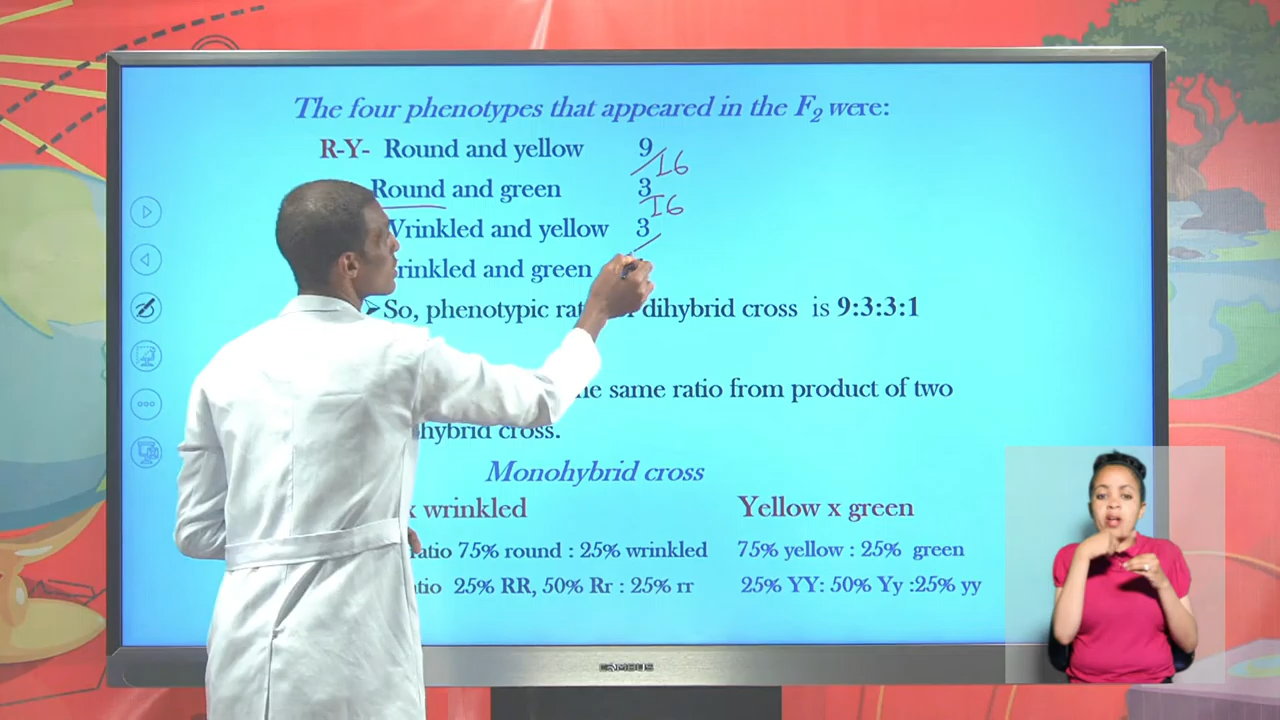 The four phenotypes that appeared in the F₂ were:
R-Y- Round and yellow 9/16
Round and green 3/16
Wrinkled and yellow 3/
rinkled and green
➢So, phenotypic rat dihybrid cross is 9:3:3:1
he same ratio from product of two
hybrid cross.
Monohybrid cross
x wrinkled
Yellow x green
atio 75% round : 25% wrinkled
75% yellow : 25% green
tio 25% RR, 50% Rr : 25% rr
25% YY: 50% Yy :25% yy